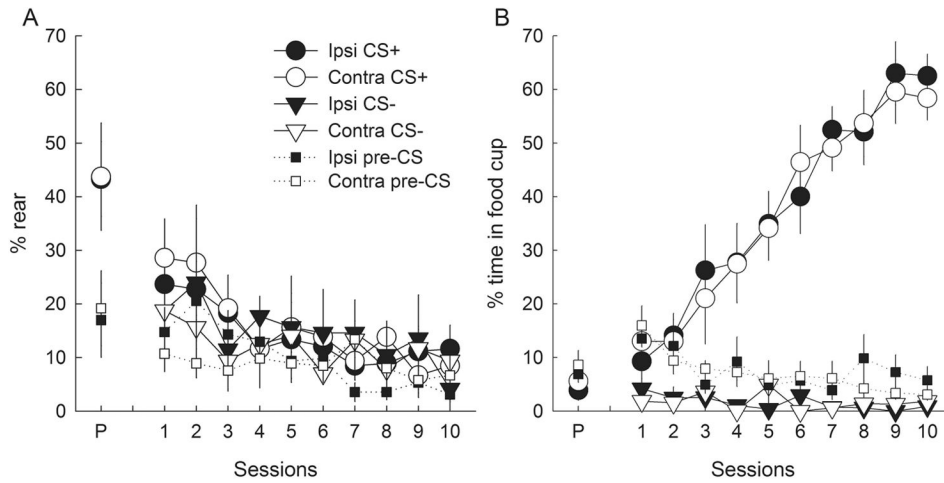 A
% rear
70
60
50
40
30
20
10
0
P 1 2 3 4 5 6 7 8 9 10
Sessions
Ipsi CS+
Contra CS+
Ipsi CS-
Contra CS-
Ipsi pre-CS
Contra pre-CS
B
% time in food cup
70
60
50
40
30
20
10
0
P 1 2 3 4 5 6 7 8 9 10
Sessions